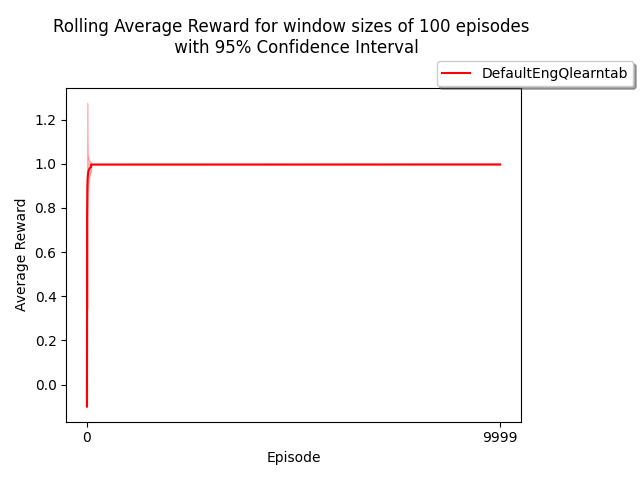 Rolling Average Reward for window sizes of 100 episodes
with 95% Confidence Interval
DefaultEngQlearntab
1.2
1.0
0.8
0.6
0.4
0.2
0.0
Average Reward
0
9999
Episode